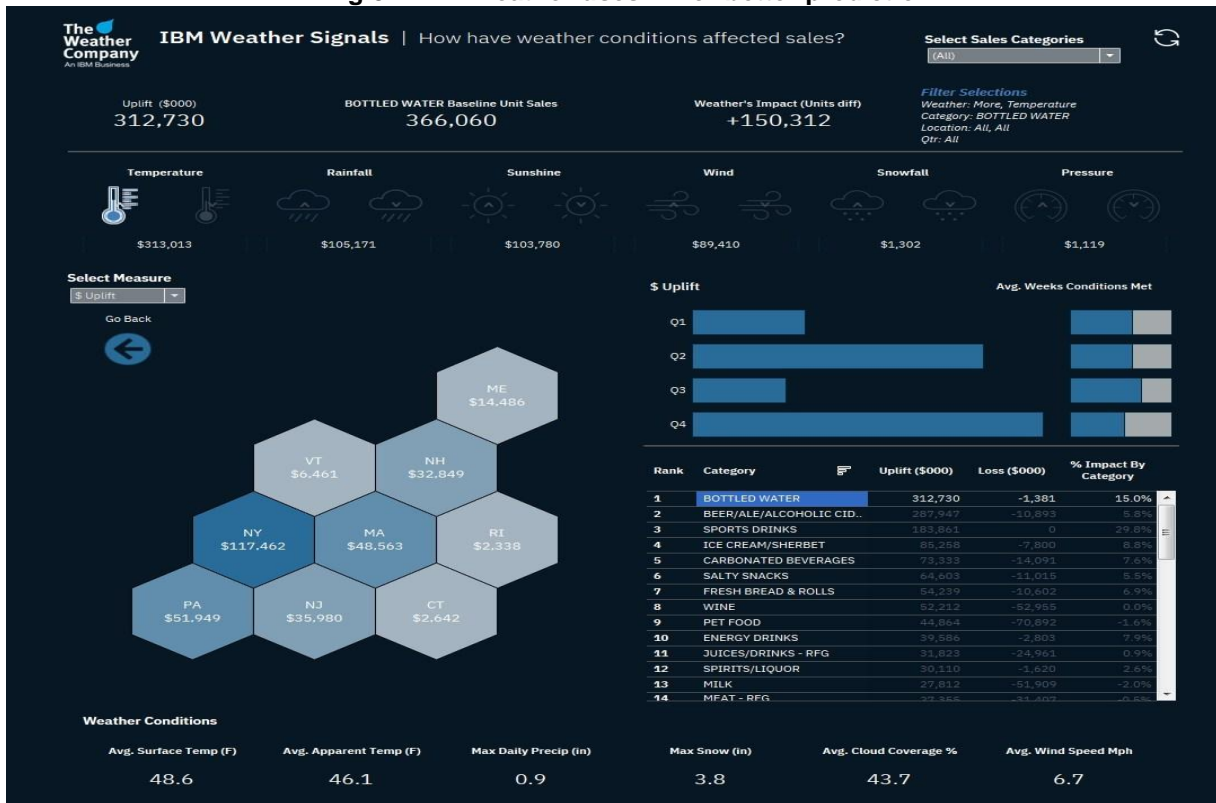 The
Weather
Company
An IBM Business
IBM Weather Signals | How have weather conditions affected sales?
Select Sales Categories
(All)
Uplift ($000)
312,730
BOTTLED WATER Baseline Unit Sales
366,060
Weather's Impact (Units diff)
+150,312
Filter Selections
Weather: More, Temperature
Category: BOTTLED WATER
Location: All, All
Qtr: All
Temperature Rainfall Sunshine Wind Snowfall Pressure
$313,013 $105,171 $103,780 $89,410 $1,302 $1,119
Select Measure
$ Uplift
Go Back
ME
$14,486
VT
$6,461
NH
$32,849
NY
$117,462
MA
$48,563
RI
$2,338
PA
$51,949
NJ
$35,980
CT
$2,642
$ Uplift Avg. Weeks Conditions Met
Q1
Q2
Q3
Q4
Rank Category Uplift ($000) Loss ($000) % Impact By Category
1 BOTTLED WATER 312,730 -1,381 15.0%
2 BEER/ALE/ALCOHOLIC CID.. 287,947 -10,893 5.8%
3 SPORTS DRINKS 183,861 0 29.8%
4 ICE CREAM/SHERBET 85,258 -7,800 8.8%
5 CARBONATED BEVERAGES 73,333 -14,091 7.6%
6 SALTY SNACKS 64,603 -11,015 5.5%
7 FRESH BREAD & ROLLS 54,239 -10,602 6.9%
8 WINE 52,212 -52,955 0.0%
9 PET FOOD 44,864 -70,892 -1.6%
10 ENERGY DRINKS 39,586 -2,803 7.9%
11 JUICES/DRINKS - RFG 31,823 -24,961 0.9%
12 SPIRITS/LIQUOR 30,110 -1,620 2.6%
13 MILK 27,812 -51,909 -2.0%
14 MEAT - RFG
Weather Conditions
Avg. Surface Temp (F) Avg. Apparent Temp (F) Max Daily Precip (in) Max Snow (in) Avg. Cloud Coverage % Avg. Wind Speed Mph
48.6 46.1 0.9 3.8 43.7 6.7